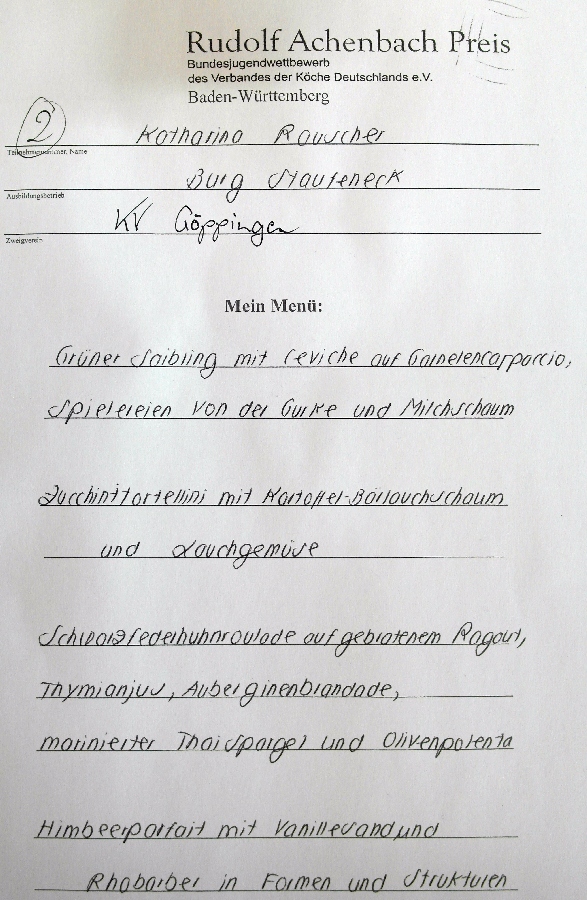 Rudolf Achenbach Preis
Bundesjugendwettbewerb
des Verbandes der Köche Deutschlands e.V.
Baden-Württemberg
2 Katharina Rauscher
Teilnehmernummer, Name
Burg Staufeneck
Ausbildungsbetrieb
KV Göppingen
Zweigverein
Mein Menü:
Grüner Saibling mit Ceviche auf Garnelencarparccio,
Spielereien von der Gurke und Milchschaum
Zucchinitortellini mit Kartoffel-Bärlauchschaum
und Lauchgemüse
Schwarzfederhuhnroulade auf gebratenem Ragout,
Thymianjus, Auberginenbrandade,
marinierter Thaispargel und Olivenpolenta
Himbeerparfait mit Vanillesand und
Rhabarber in Formen und Strukturen